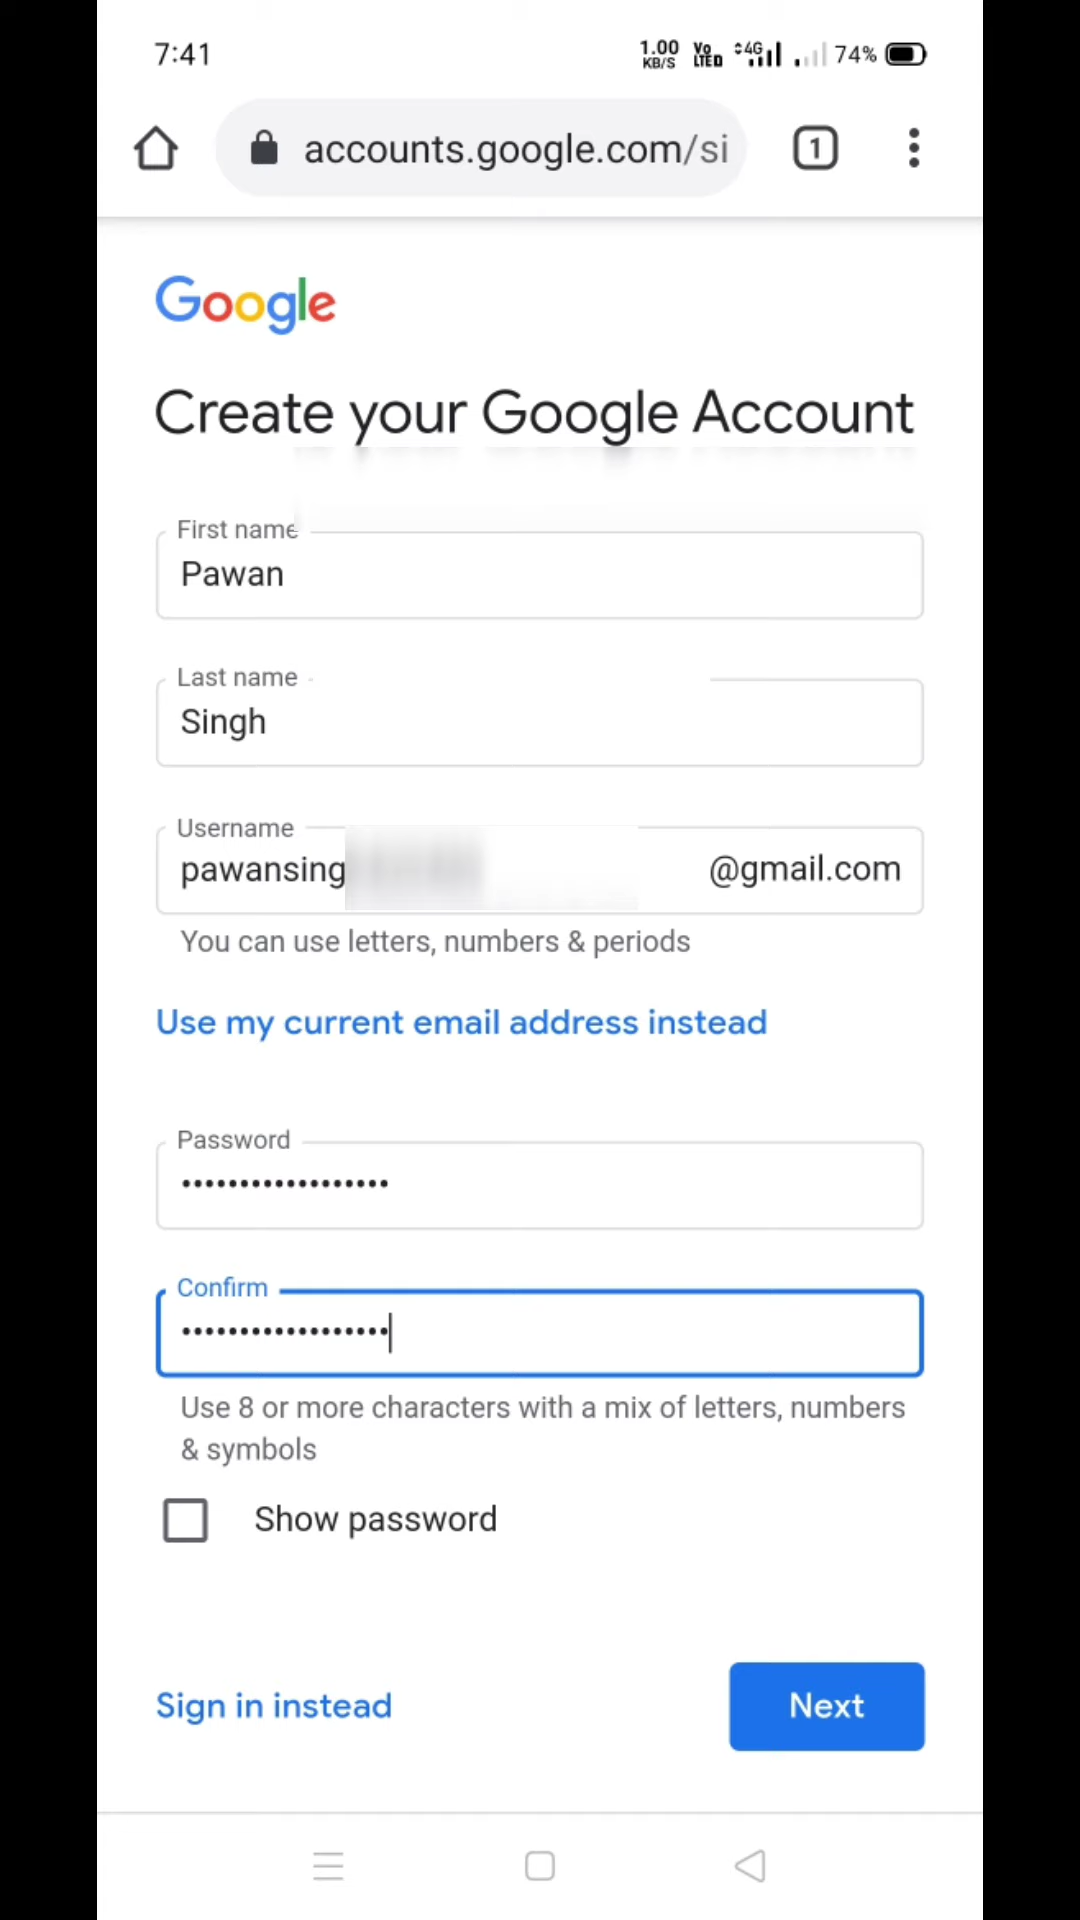 7:41 1.00 KB/S Vo LTE D 4G 74%
accounts.google.com/si 1
Google
Create your Google Account
First name
Pawan
Last name
Singh
Username
pawansing @gmail.com
You can use letters, numbers & periods
Use my current email address instead
Password
••••••••••••••••••
Confirm
••••••••••••••••••
Use 8 or more characters with a mix of letters, numbers
& symbols
Show password
Sign in instead Next